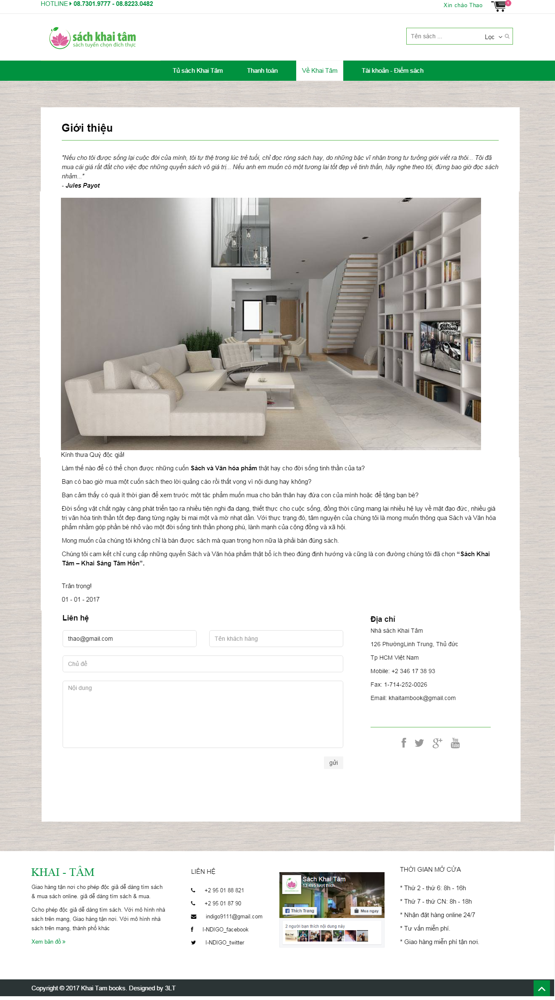 HOTLINE 08.7301.9777 - 08.8223.0482
Xin chào Thao
1
sách khai tâm
sách tuyển chọn đích thực
Tên sách ...
Lọc
Tủ sách Khai Tâm
Thanh toán
Về Khai Tâm
Tài khoản - Điểm sách
Giới thiệu
"Nếu cho tôi được sống lại cuộc đời của mình, tôi tự thệ trong lúc trẻ tuổi, chỉ đọc ròng sách hay, do những bậc vĩ nhân trong tư tưởng giới viết ra thôi... Tôi đã
mua cái giá rất đắt cho việc đọc những quyển sách vô giá trị... Nếu anh em muốn có một tương lai tốt đẹp về tinh thần, hãy nghe theo tôi, đừng bao giờ đọc sách
nhảm..."
- Jules Payot
FAST & FURIOUS 7
Kính thưa Quý độc giả!
Làm thế nào để có thể chọn được những cuốn Sách và Văn hóa phẩm thật hay cho đời sống tinh thần của ta?
Bạn có bao giờ mua một cuốn sách theo lời quảng cáo rồi thất vọng vì nội dung hay không?
Bạn cảm thấy có quá ít thời gian để xem trước một tác phẩm muốn mua cho bản thân hay đứa con của mình hoặc để tặng bạn bè?
Đời sống vật chất ngày càng phát triển tạo ra nhiều tiện nghi đa dạng, thiết thực cho cuộc sống, đồng thời cũng mang lại nhiều hệ lụy về mặt đạo đức, nhiều giá
trị văn hóa tinh thần tốt đẹp đang từng ngày bị mai một và mờ nhạt dần. Với thực trạng đó, tâm nguyện của chúng tôi là mong muốn thông qua Sách và Văn hóa
phẩm nhằm góp phần bé nhỏ vào một đời sống tinh thần phong phú, lành mạnh của cộng đồng và xã hội.
Mong muốn của chúng tôi không chỉ là bán được sách mà quan trọng hơn nữa là phải bán đúng sách.
Chúng tôi cam kết chỉ cung cấp những quyển Sách và Văn hóa phẩm thật bổ ích theo đúng định hướng và cũng là con đường chúng tôi đã chọn “Sách Khai
Tâm – Khai Sáng Tâm Hồn”.
Trân trọng!
01 - 01 - 2017
Liên hệ
thao@gmail.com
Tên khách hàng
Chủ đề
Nội dung
gửi
Địa chỉ
Nhà sách Khai Tâm
126 PhườngLinh Trung, Thủ đức
Tp HCM Việt Nam
Mobile: +2 346 17 38 93
Fax: 1-714-252-0026
Email: khaitambook@gmail.com
You
Tube
KHAI - TÂM
Giao hàng tận nơi cho phép độc giả dễ dàng tìm sách
& mua sách online. giả dễ dàng tìm sách & mua.
Ccho phép độc giả dễ dàng tìm sách. Với mô hình nhà
sách trên mạng, Giao hàng tận nơi. Với mô hình nhà
sách trên mạng, thành phố khác
Xem bản đồ »
LIÊN HỆ
+2 95 01 88 821
+2 95 01 87 90
indigo9111@gmail.com
I-NDIGO_facebook
I-NDIGO_twitter
Sách Khai Tâm
13 495 lượt thích
Thích Trang
Mua ngay
2 người bạn thích nội dung này
THỜI GIAN MỞ CỬA
* Thứ 2 - thứ 6: 8h - 16h
* Thứ 7 - thứ CN: 8h - 18h
* Nhận đặt hàng online 24/7
* Tư vấn miễn phí.
* Giao hàng miễn phí tận nơi.
Copyright © 2017 Khai Tam books. Designed by 3LT